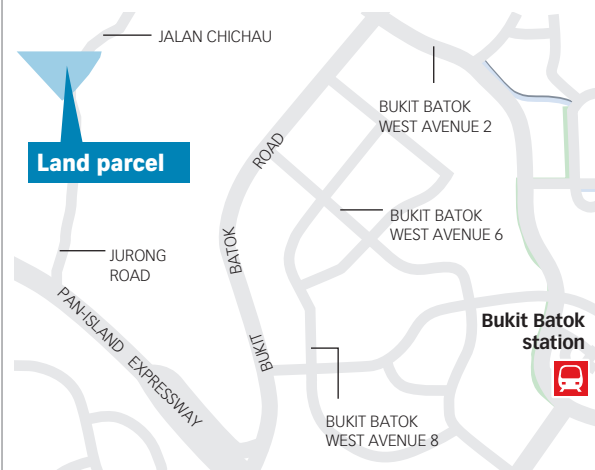 JALAN CHICHAU
BUKIT BATOK
WEST AVENUE 2
ROAD
Land parcel
BUKIT BATOK
WEST AVENUE 6
BATOK
JURONG
ROAD
PAN-ISLAND EXPRESSWAY
Bukit Batok
station
BUKIT
BUKIT BATOK
WEST AVENUE 8